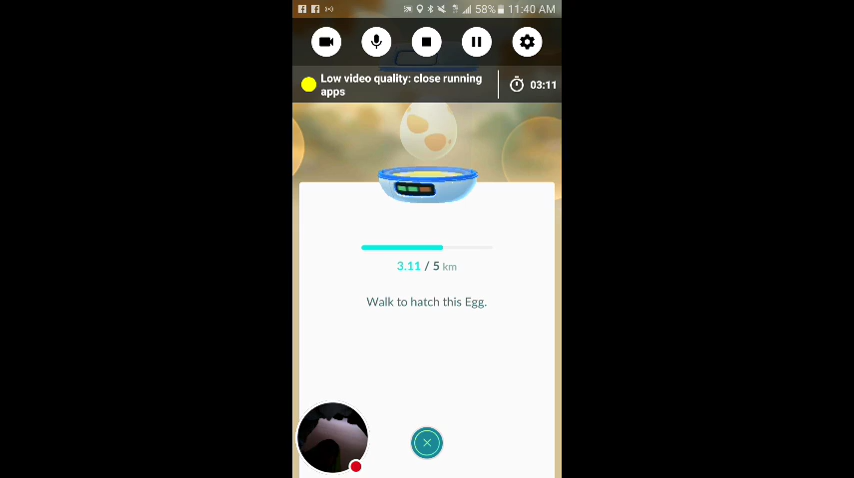 58% 11:40 AM
Low video quality: close running
apps
03:11
3.11 / 5 km
Walk to hatch this Egg.